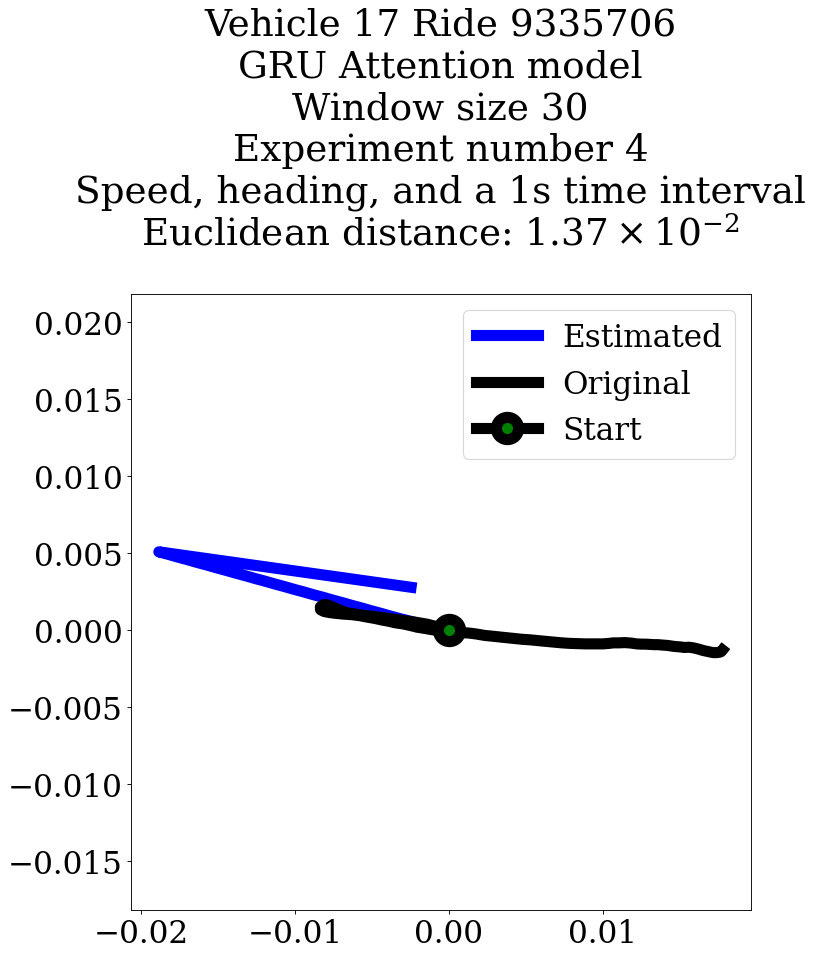 Vehicle 17 Ride 9335706
GRU Attention model
Window size 30
Experiment number 4
Speed, heading, and a 1s time interval
Euclidean distance: 1.37 × 10⁻²
Estimated
Original
Start
0.020
0.015
0.010
0.005
0.000
−0.005
−0.010
−0.015
−0.02
−0.01
0.00
0.01